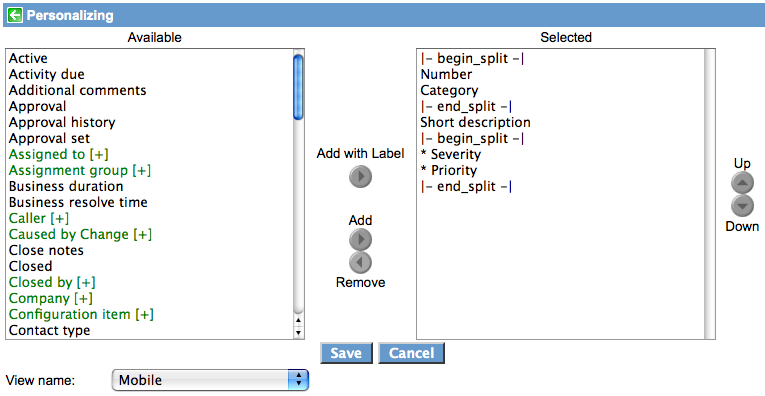 Personalizing
Available
Active
Activity due
Additional comments
Approval
Approval history
Approval set
Assigned to [+]
Assignment group [+]
Business duration
Business resolve time
Caller [+]
Caused by Change [+]
Close notes
Closed
Closed by [+]
Company [+]
Configuration item [+]
Contact type
Add with Label
Add
Remove
Selected
|- begin_split -|
Number
Category
|- end_split -|
Short description
|- begin_split -|
* Severity
* Priority
|- end_split -|
Up
Down
Save
Cancel
View name:
Mobile